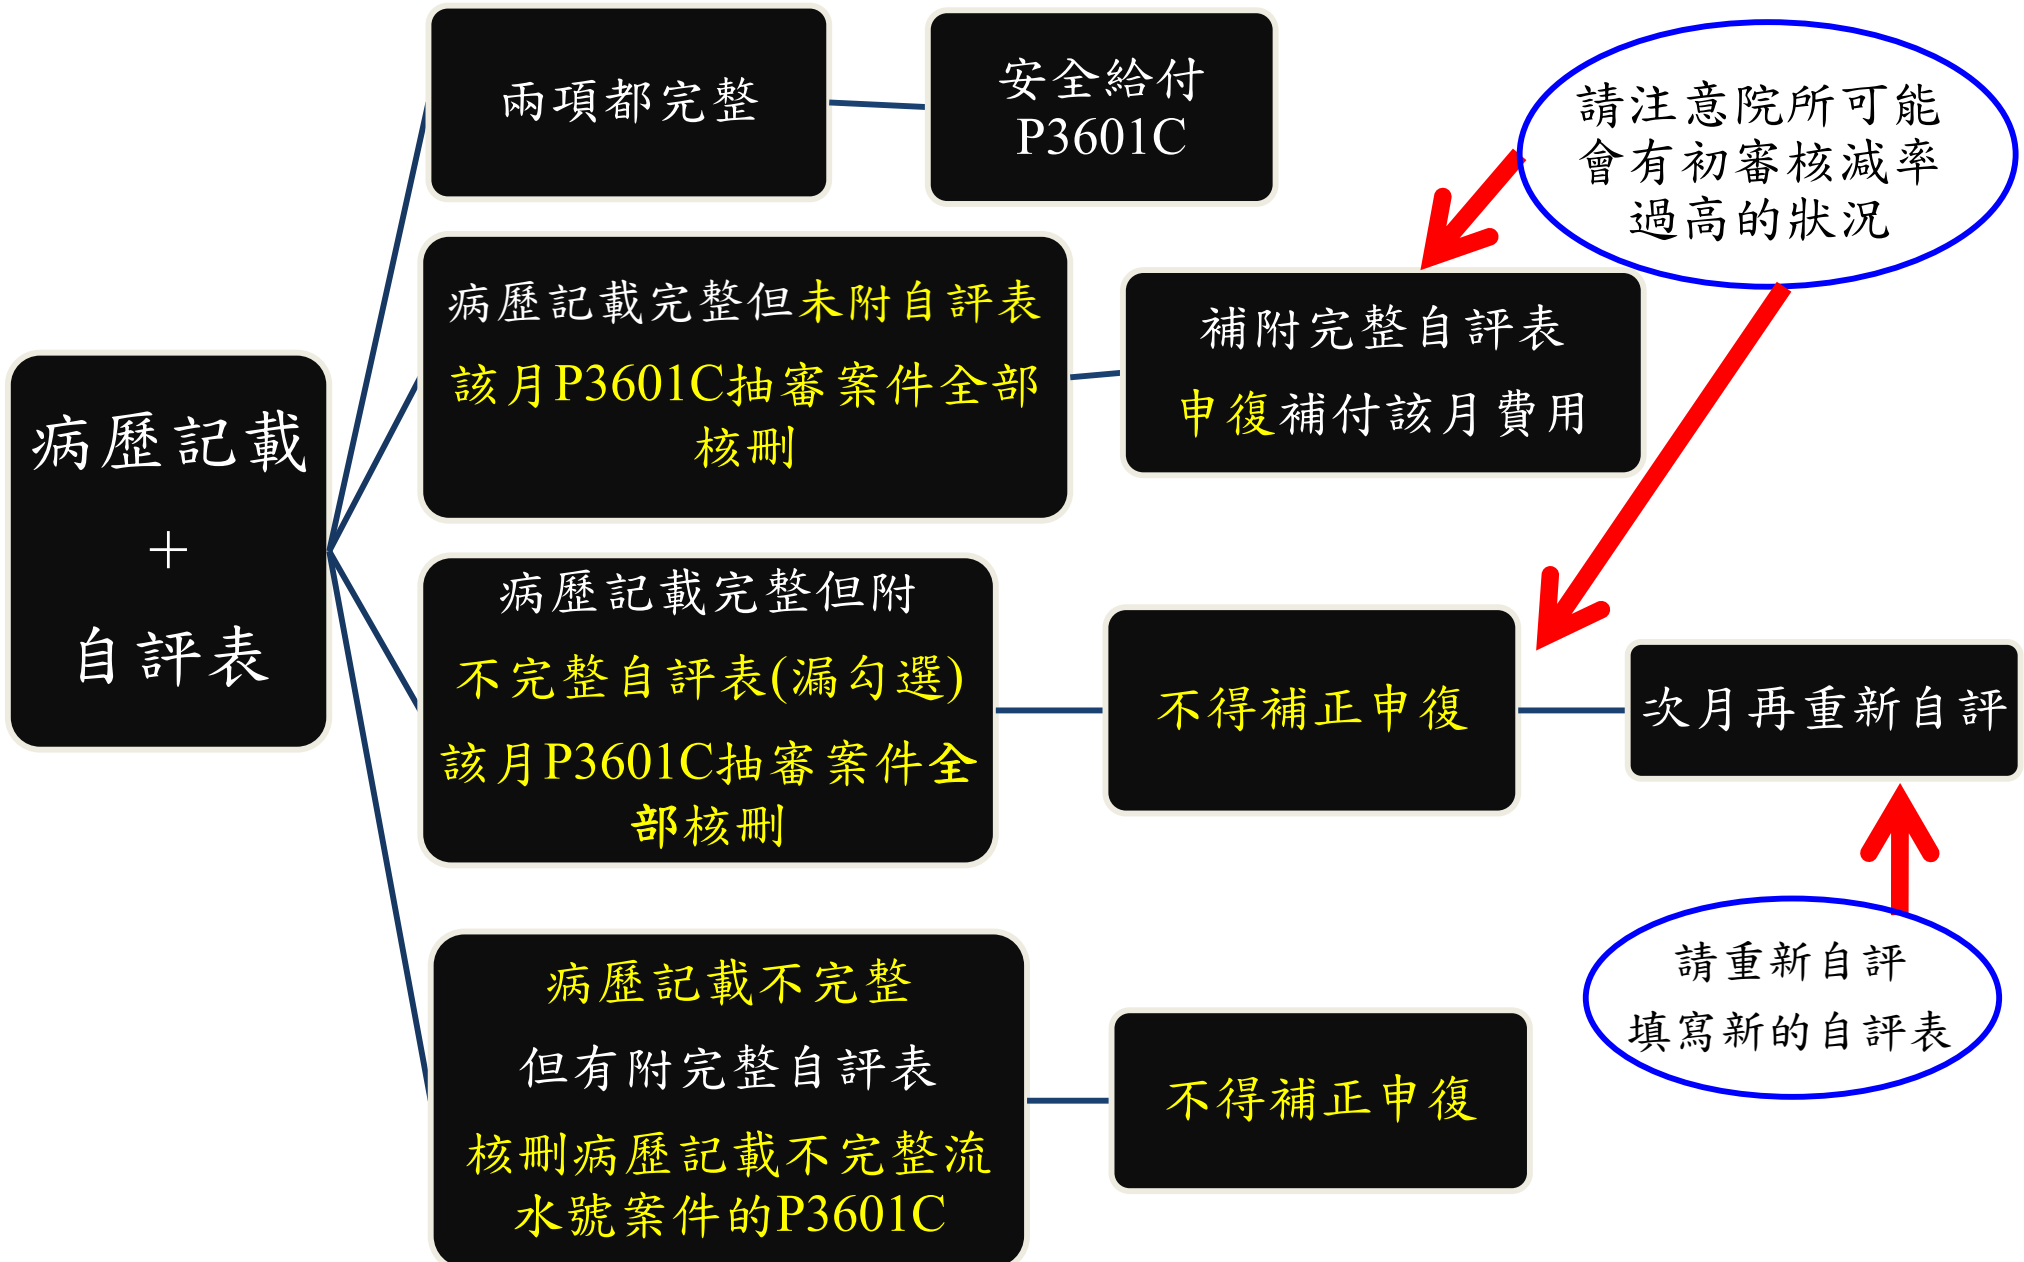 病歷記載
+
自評表
兩項都完整
安全給付
P3601C
病歷記載完整但未附自評表
該月P3601C抽審案件全部
核刪
補附完整自評表
申復補付該月費用
請注意院所可能
會有初審核減率
過高的狀況
病歷記載完整但附
不完整自評表(漏勾選)
該月P3601C抽審案件全
部核刪
不得補正申復
次月再重新自評
請重新自評
填寫新的自評表
病歷記載不完整
但有附完整自評表
核刪病歷記載不完整流
水號案件的P3601C
不得補正申復